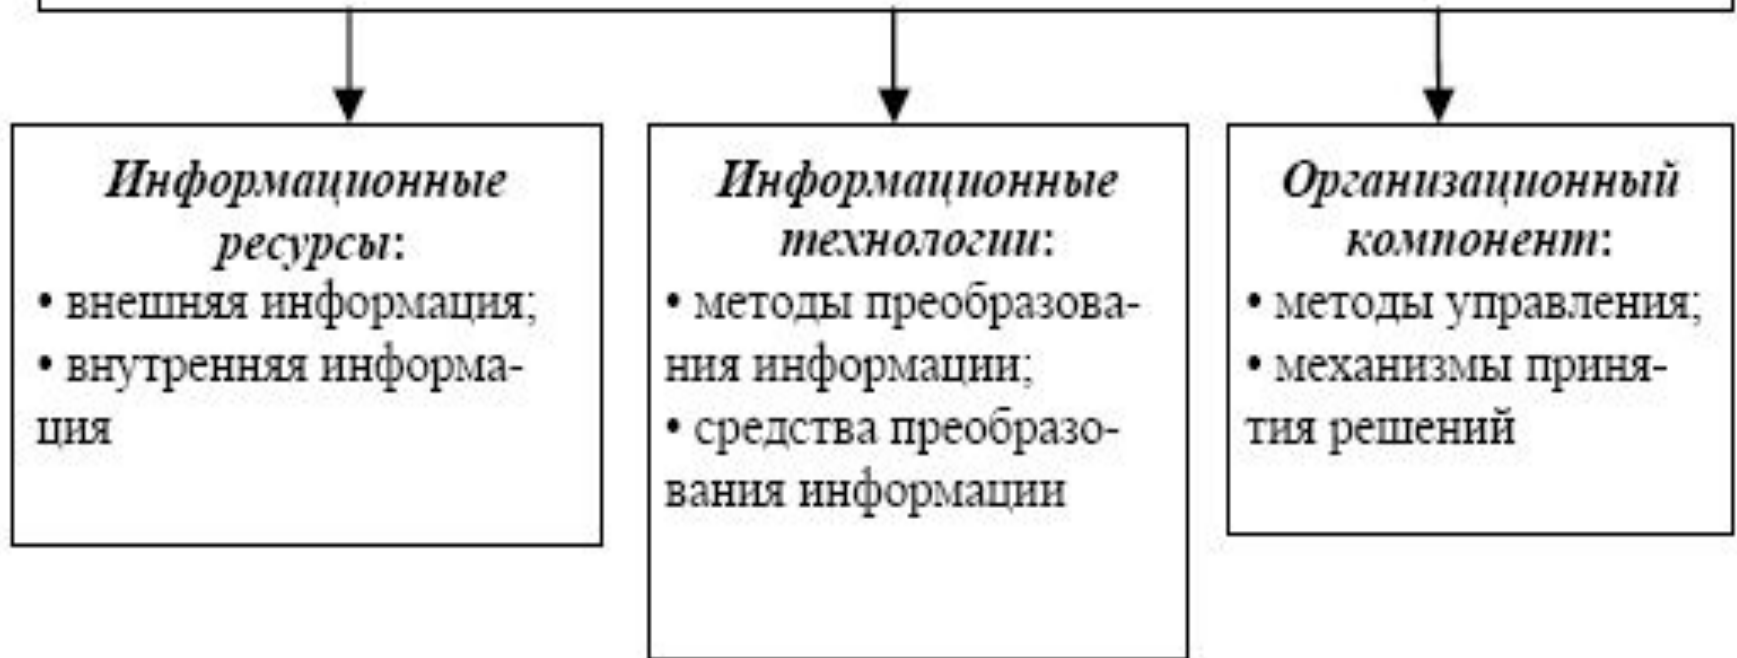 Информационные
ресурсы:
• внешняя информация;
• внутренняя информа-
ция
Информационные
технологии:
• методы преобразова-
ния информации;
• средства преобразо-
вания информации
Организационный
компонент:
• методы управления;
• механизмы приня-
тия решений